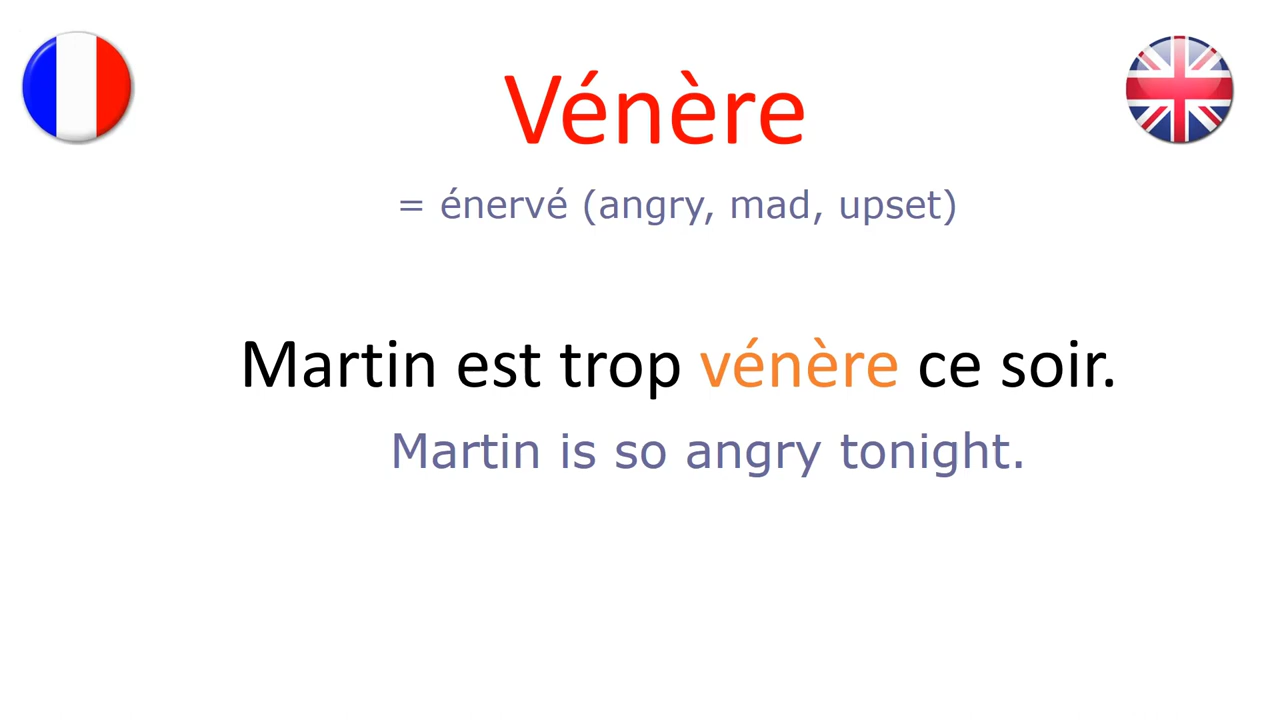 Vénère
= énervé (angry, mad, upset)
Martin est trop vénère ce soir.
Martin is so angry tonight.